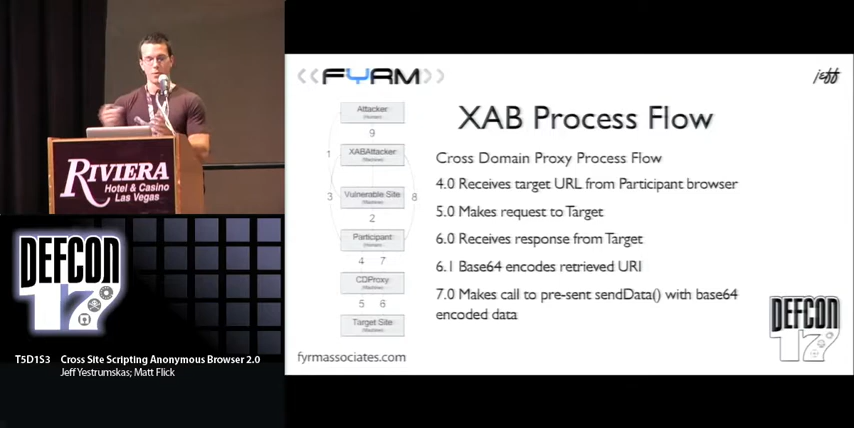 RIVIERA
Hotel & Casino
Las Vegas
DEFCON
17
T5D1S3 Cross Site Scripting Anonymous Browser 2.0
Jeff Yestrumskas; Matt Flick
((FYRM))
jeff
Attacker
9
XABAttacker
1
Vulnerable Site
3
8
2
Participant
4 7
CDProxy
5 6
Target Site
XAB Process Flow
Cross Domain Proxy Process Flow
4.0 Receives target URL from Participant browser
5.0 Makes request to Target
6.0 Receives response from Target
6.1 Base64 encodes retrieved URI
7.0 Makes call to pre-sent sendData() with base64
encoded data
fyrmassociates.com
DEFCON
17